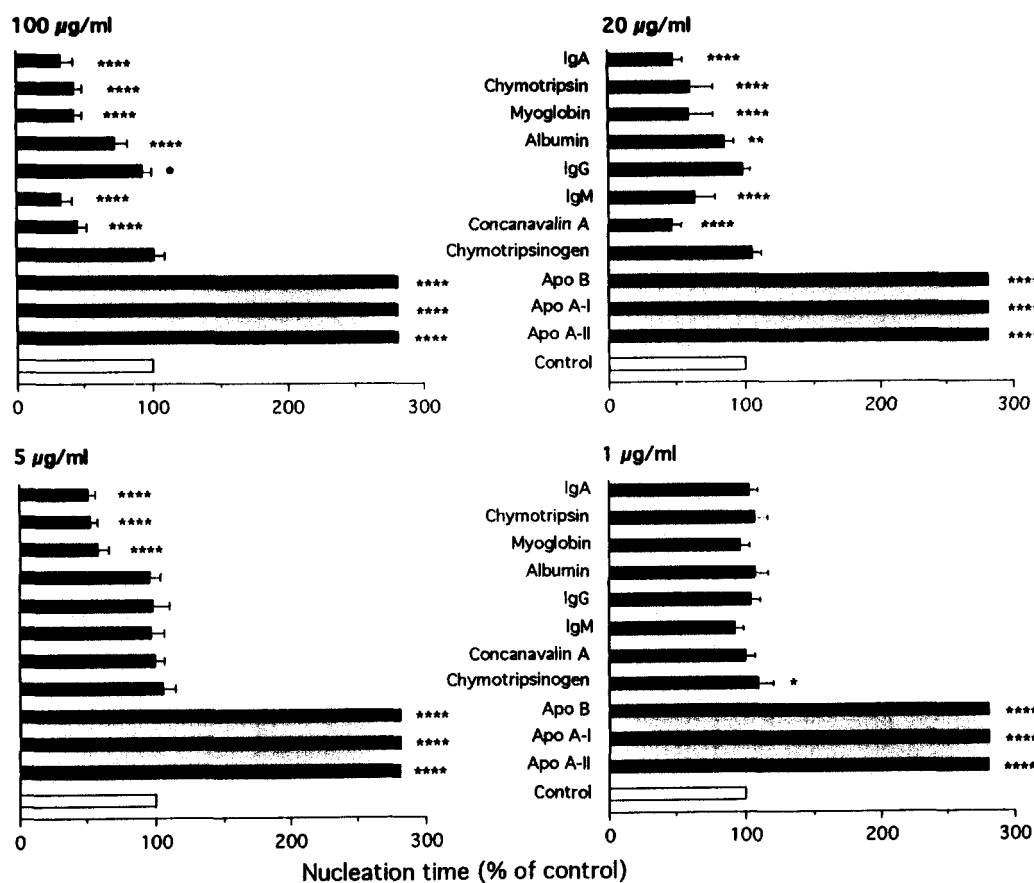 100 µg/ml
****
****
****
****
•
****
****
****
****
****
0 100 200 300
20 µg/ml
IgA ****
Chymotripsin ****
Myoglobin ****
Albumin **
IgG
IgM ****
Concanavalin A ****
Chymotripsinogen
Apo B ****
Apo A-I ****
Apo A-II ****
Control
0 100 200 300
5 µg/ml
****
****
****
****
****
****
0 100 200 300
1 µg/ml
IgA
Chymotripsin
Myoglobin
Albumin
IgG
IgM
Concanavalin A
Chymotripsinogen *
Apo B ****
Apo A-I ****
Apo A-II ****
Control
0 100 200 300
Nucleation time (% of control)